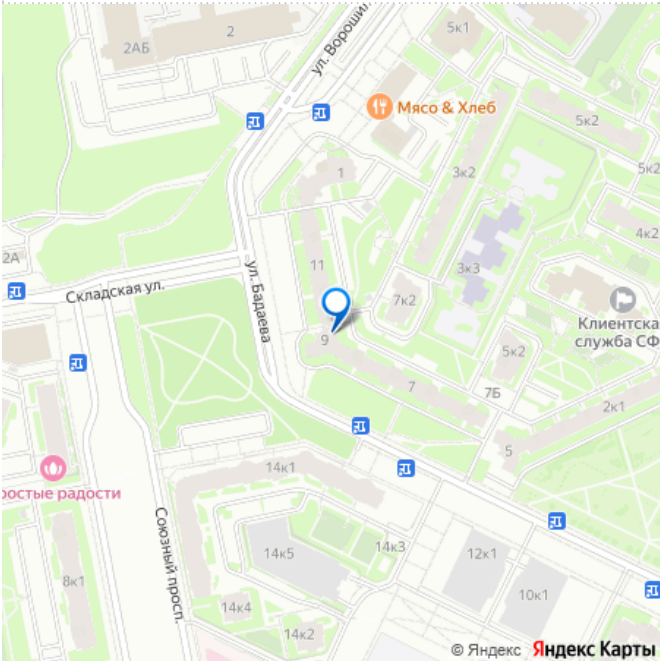 2
2АБ
ул. Вороши
5к1
Мясо & Хлеб
5к2
1
3к2
5к2
4к2
2А
11
3к3
Складская ул.
ул. Бадаева
7к2
Клиентска
служба СФ
9
5к2
7
7Б
2к1
5
14к1
ростые радости
Союзный просп.
14к3
14к5
12к1
8к1
10к1
14к4
14к2
© Яндекс Яндекс Карты